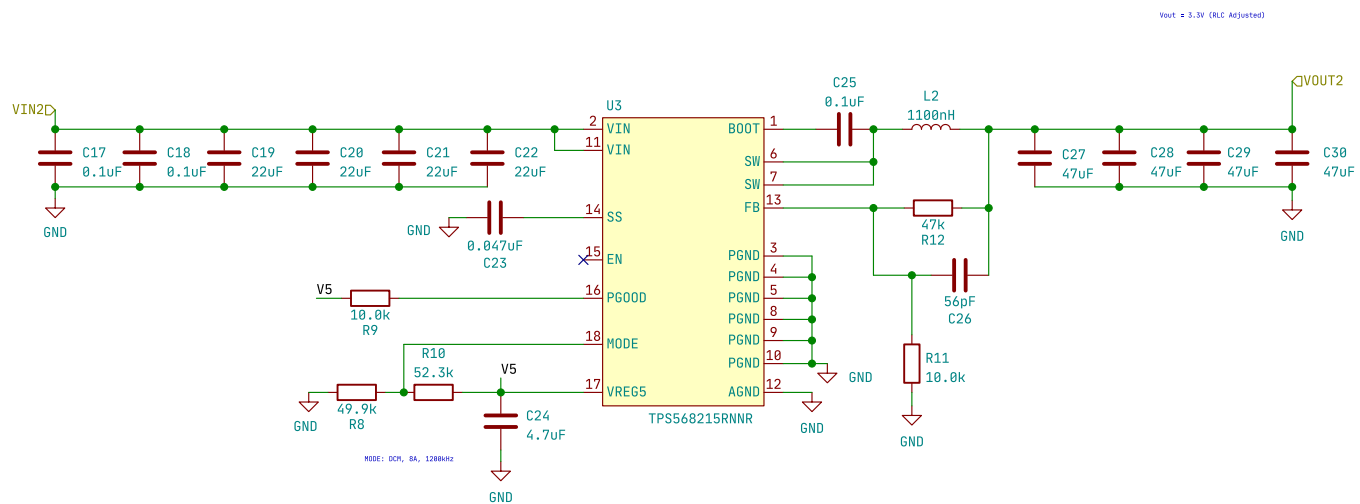 Vout = 3.3V (RLC Adjusted)
VIN2
VOUT2
U3
C25
0.1uF
L2
1100nH
2 VIN
11 VIN
BOOT 1
SW 6
SW 7
FB 13
C17
0.1uF
C18
0.1uF
C19
22uF
C20
22uF
C21
22uF
C22
22uF
C27
47uF
C28
47uF
C29
47uF
C30
47uF
GND
GND
14 SS
GND
0.047uF
C23
47k
R12
15 EN
PGND 3
PGND 4
PGND 5
PGND 8
PGND 9
PGND 10
AGND 12
56pF
C26
V5
16 PGOOD
10.0k
R9
18 MODE
R10
52.3k
V5
17 VREG5
R11
10.0k
GND
49.9k
R8
GND
C24
4.7uF
TPS568215RNNR
GND
GND
MODE: DCM, 8A, 1200kHz
GND